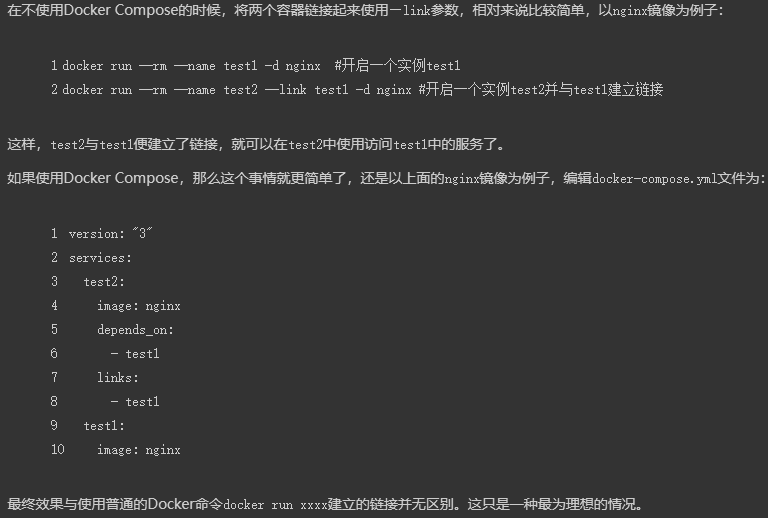 在不使用Docker Compose的时候，将两个容器链接起来使用—link参数，相对来说比较简单，以nginx镜像为例子：
1 docker run --rm --name test1 -d nginx  #开启一个实例test1
2 docker run --rm --name test2 --link test1 -d nginx #开启一个实例test2并与test1建立链接
这样，test2与test1便建立了链接，就可以在test2中使用访问test1中的服务了。
如果使用Docker Compose，那么这个事情就更简单了，还是以上面的nginx镜像为例子，编辑docker-compose.yml文件为：
1 version: "3"
2 services:
3   test2:
4     image: nginx
5     depends_on:
6       - test1
7     links:
8       - test1
9   test1:
10     image: nginx
最终效果与使用普通的Docker命令docker run xxxx建立的链接并无区别。这只是一种最为理想的情况。